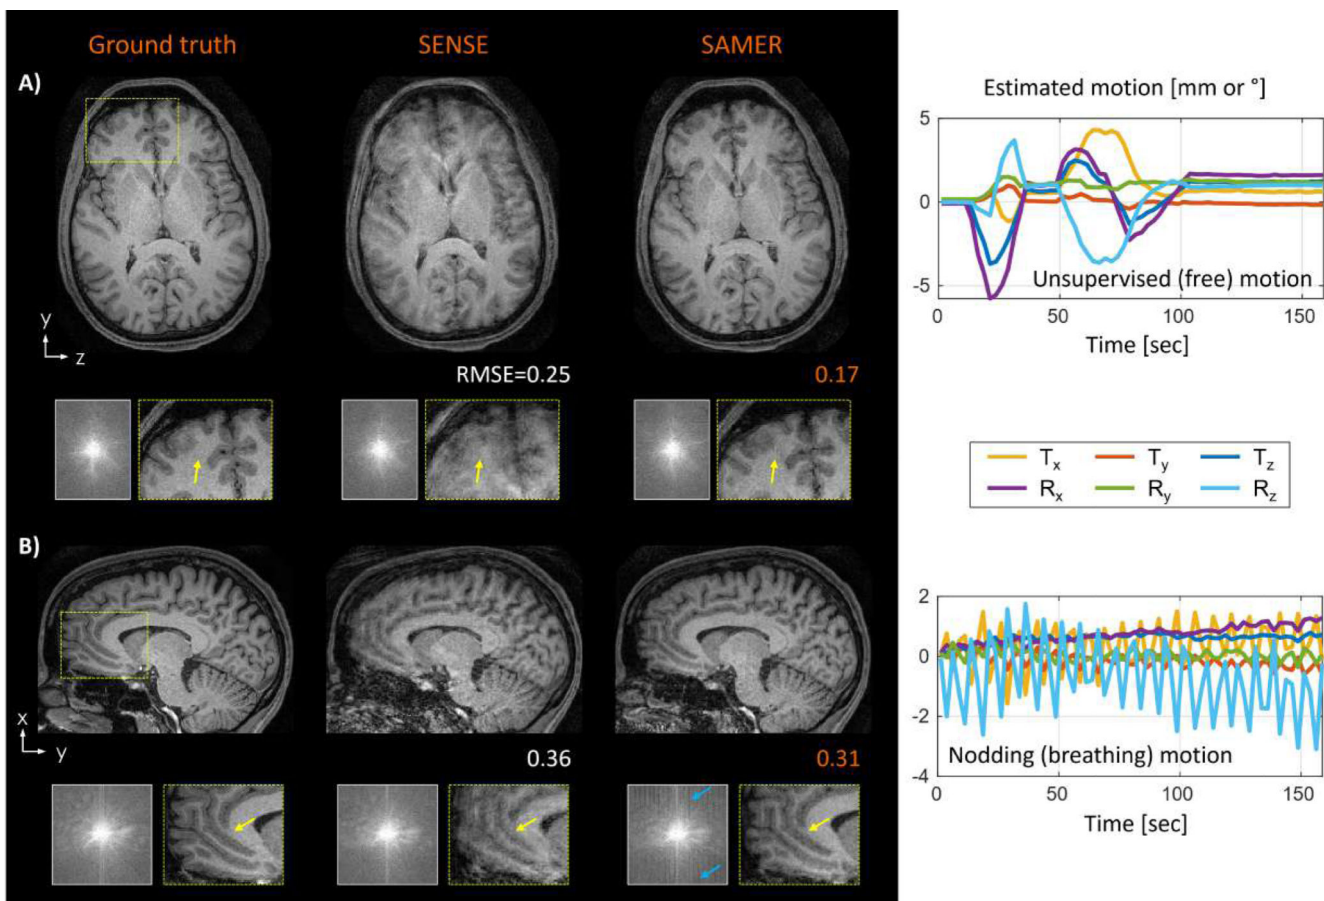 Ground truth SENSE SAMER
A)
y
z
RMSE=0.25 0.17
Estimated motion [mm or °]
5
0
-5
Unsupervised (free) motion
0 50 100 150
Time [sec]
Tx Ty Tz
Rx Ry Rz
B)
x
y
0.36 0.31
2
0
-2
-4
Nodding (breathing) motion
0 50 100 150
Time [sec]